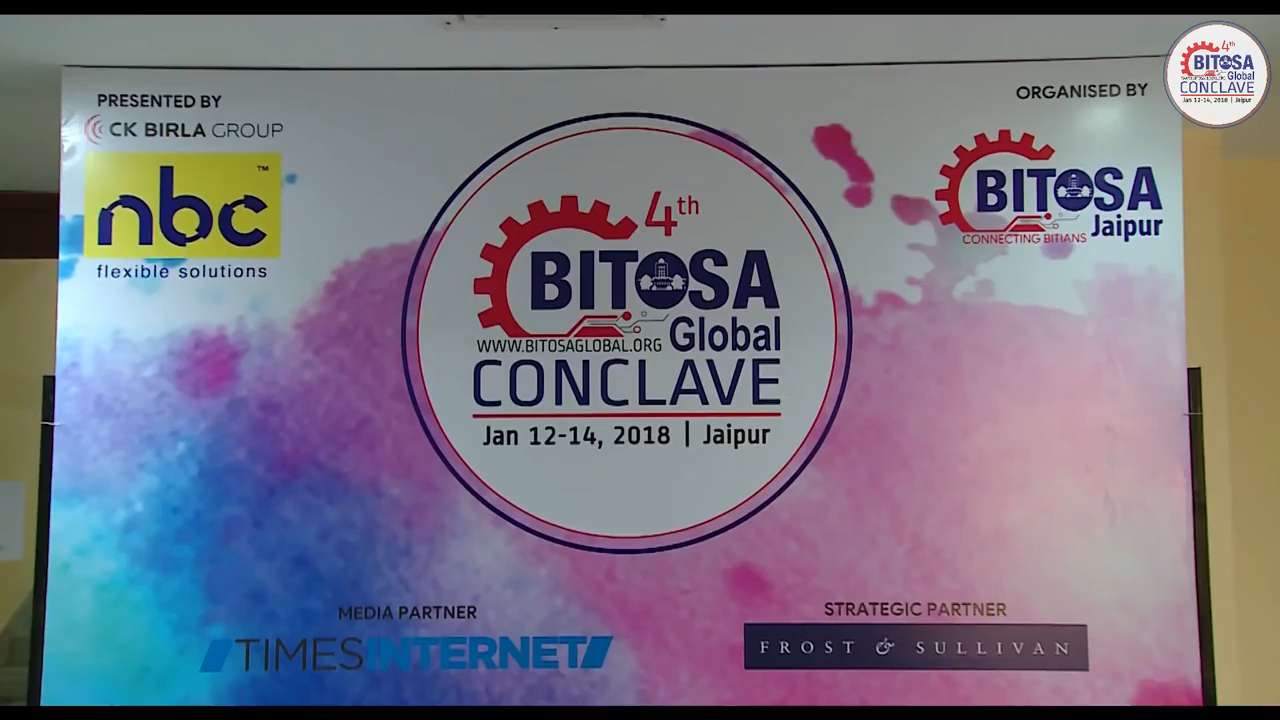 PRESENTED BY
CK BIRLA GROUP
nbc™
flexible solutions
4th
BITOSA
WWW.BITOSAGLOBAL.ORG Global
CONCLAVE
Jan 12-14, 2018 | Jaipur
ORGANISED BY
BITOSA
CONNECTING BITIANS Jaipur
MEDIA PARTNER
TIMESINTERNET
STRATEGIC PARTNER
FROST & SULLIVAN
4th
BITOSA
Global
CONCLAVE
Jan 12-14, 2018 | Jaipur